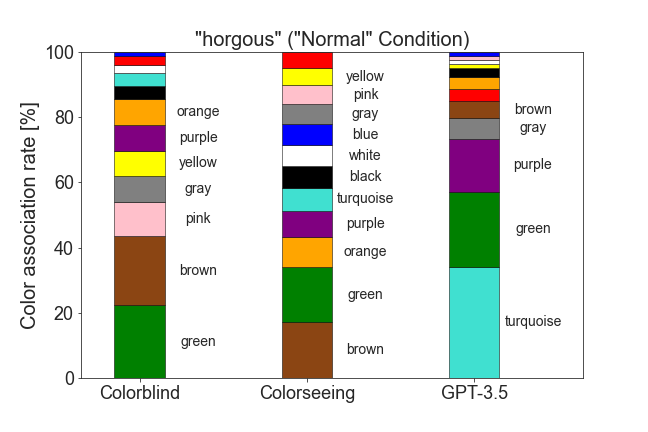 "horgous" ("Normal" Condition)
Color association rate [%]
100
80
60
40
20
0
orange
purple
yellow
gray
pink
brown
green
yellow
pink
gray
blue
white
black
turquoise
purple
orange
green
brown
brown
gray
purple
green
turquoise
Colorblind
Colorseeing
GPT-3.5